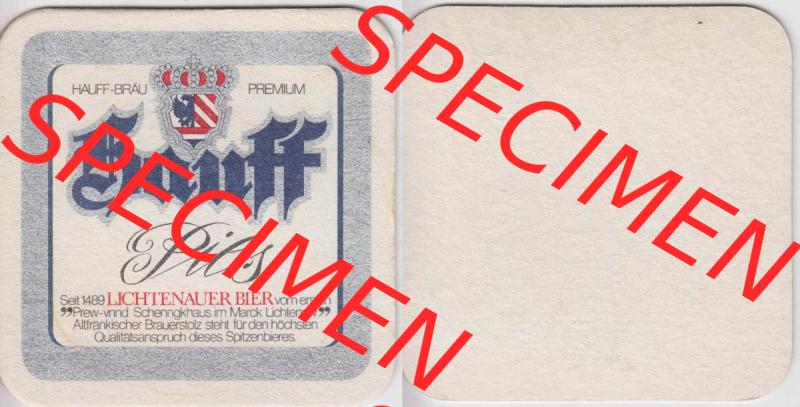 HAUFF-BRÄU PREMIUM
Hauff
Pils
Seit 1489 LICHTENAUER BIER vom ersten
„Prew-vnnd Schenngkhaus im Marck Lichtenaw”
Altfränkischer Brauerstolz steht für den höchsten
Qualitätsanspruch dieses Spitzenbieres.
SPECIMEN
SPECIMEN